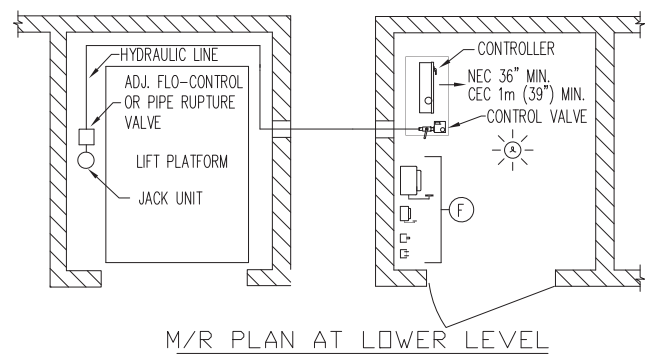 HYDRAULIC LINE
ADJ. FLO-CONTROL
OR PIPE RUPTURE
VALVE
LIFT PLATFORM
JACK UNIT
CONTROLLER
NEC 36" MIN.
CEC 1m (39") MIN.
CONTROL VALVE
F
M/R PLAN AT LOWER LEVEL